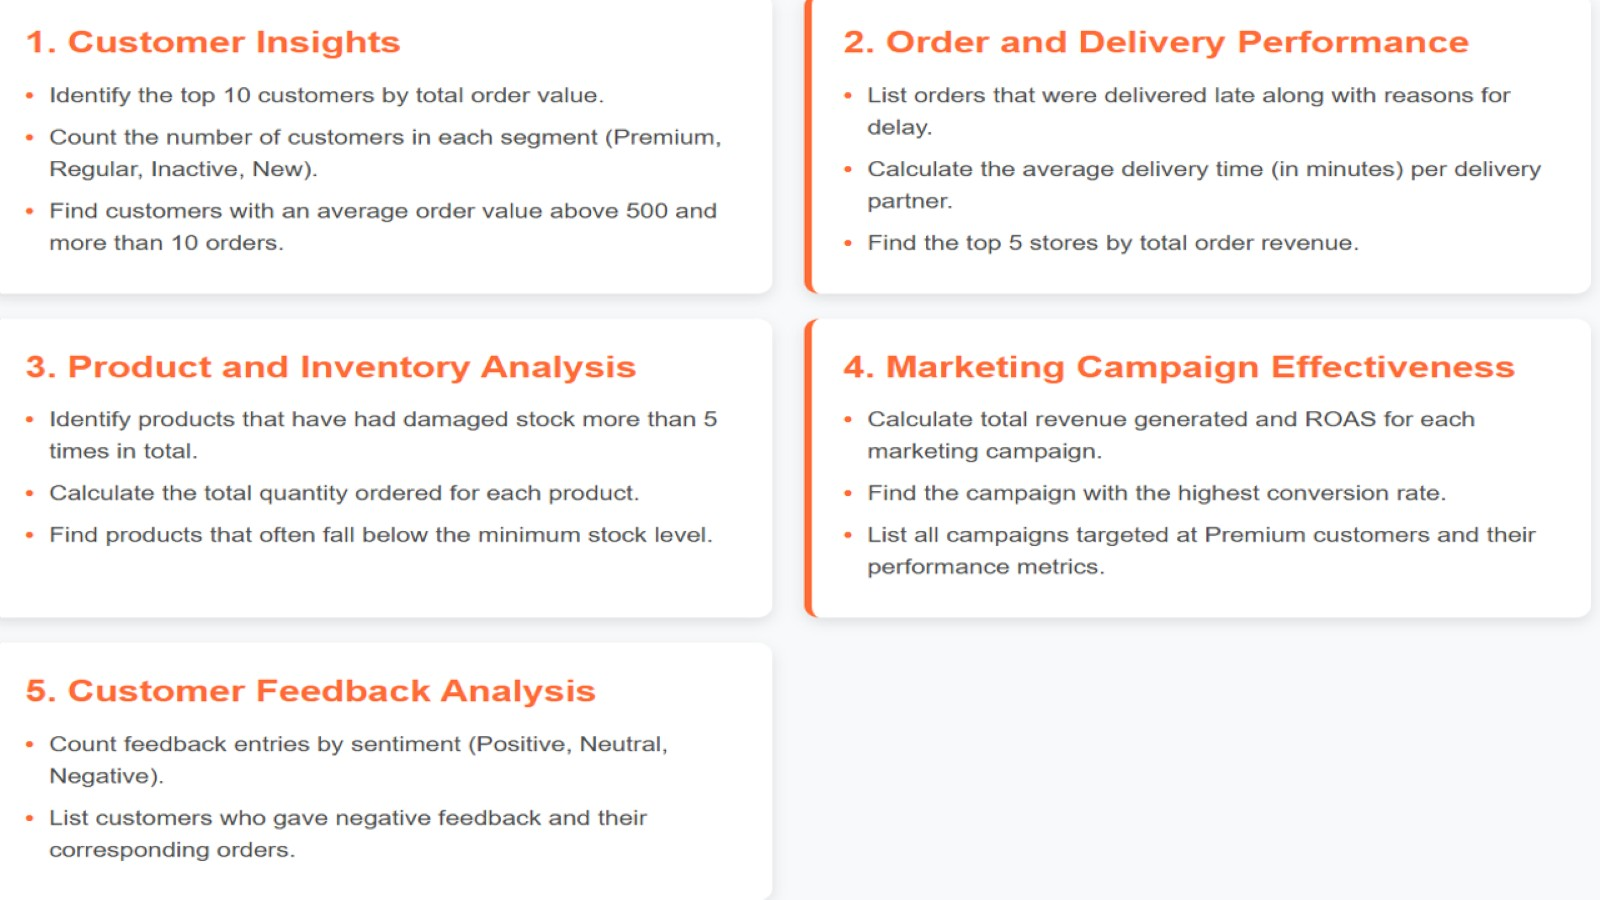 1. Customer Insights
• Identify the top 10 customers by total order value.
• Count the number of customers in each segment (Premium,
Regular, Inactive, New).
• Find customers with an average order value above 500 and
more than 10 orders.
2. Order and Delivery Performance
• List orders that were delivered late along with reasons for
delay.
• Calculate the average delivery time (in minutes) per delivery
partner.
• Find the top 5 stores by total order revenue.
3. Product and Inventory Analysis
• Identify products that have had damaged stock more than 5
times in total.
• Calculate the total quantity ordered for each product.
• Find products that often fall below the minimum stock level.
4. Marketing Campaign Effectiveness
• Calculate total revenue generated and ROAS for each
marketing campaign.
• Find the campaign with the highest conversion rate.
• List all campaigns targeted at Premium customers and their
performance metrics.
5. Customer Feedback Analysis
• Count feedback entries by sentiment (Positive, Neutral,
Negative).
• List customers who gave negative feedback and their
corresponding orders.